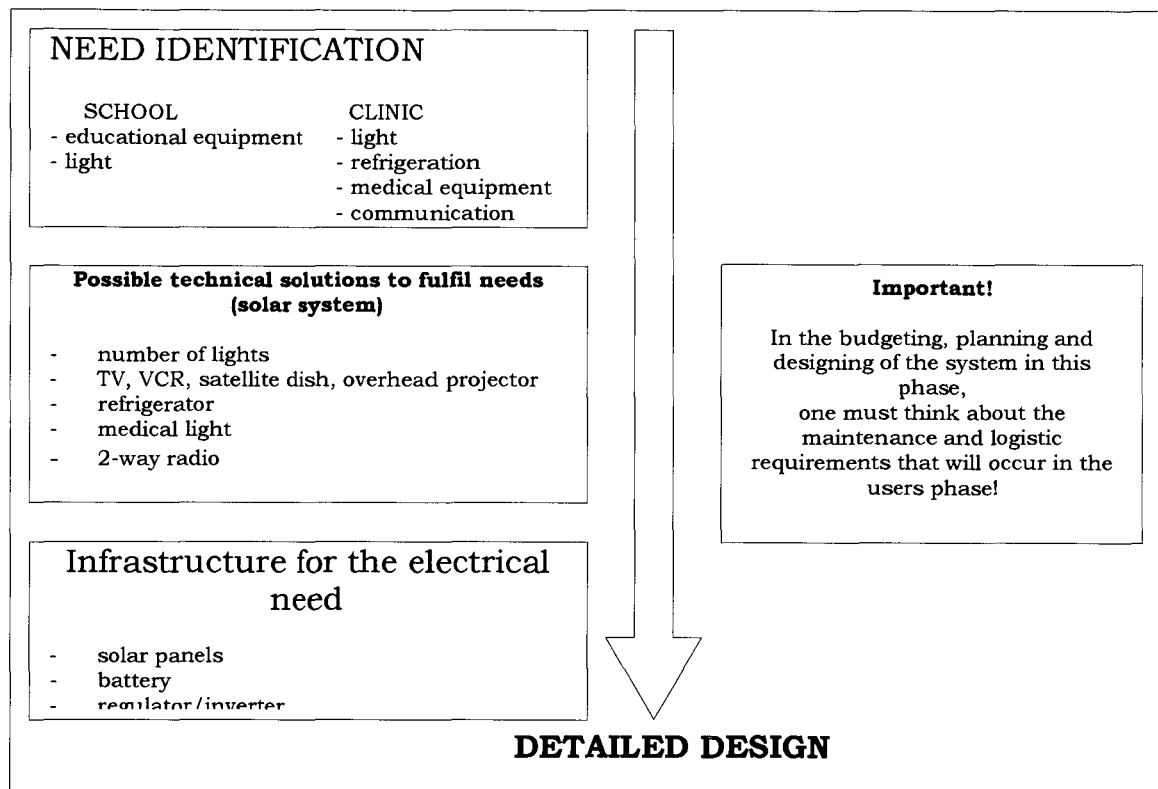 NEED IDENTIFICATION
SCHOOL
- educational equipment
- light
CLINIC
- light
- refrigeration
- medical equipment
- communication
Possible technical solutions to fulfil needs
(solar system)
- number of lights
- TV, VCR, satellite dish, overhead projector
- refrigerator
- medical light
- 2-way radio
Important!
In the budgeting, planning and
designing of the system in this
phase,
one must think about the
maintenance and logistic
requirements that will occur in the
users phase!
Infrastructure for the electrical
need
- solar panels
- battery
- regulator/inverter
DETAILED DESIGN